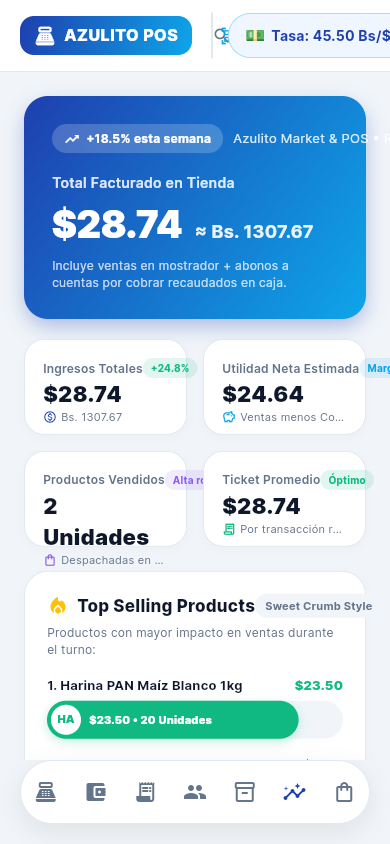 AZULITO POS
Tasa: 45.50 Bs/$
+18.5% esta semana
Azulito Market & POS •
Total Facturado en Tienda
$28.74 ≈ Bs. 1307.67
Incluye ventas en mostrador + abonos a
cuentas por cobrar recaudados en caja.
Ingresos Totales +24.8%
$28.74
Bs. 1307.67
Utilidad Neta Estimada
$24.64
Ventas menos Co...
Productos Vendidos Alta
2
Unidades
Despachadas en ...
Ticket Promedio Óptimo
$28.74
Por transacción r...
Top Selling Products Sweet Crumb Style
Productos con mayor impacto en ventas durante
el turno:
1. Harina PAN Maíz Blanco 1kg $23.50
HA $23.50 • 20 Unidades